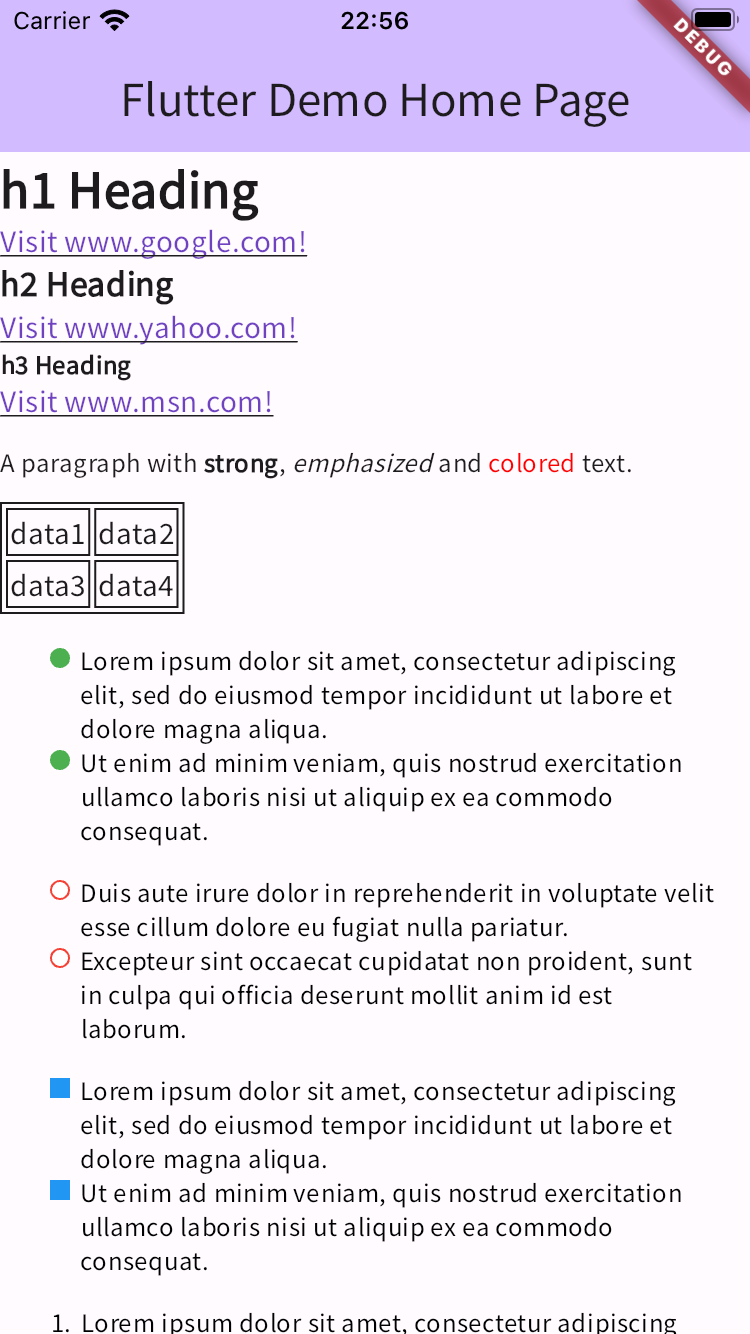 Carrier 22:56
DEBUG
Flutter Demo Home Page
h1 Heading
Visit www.google.com!
h2 Heading
Visit www.yahoo.com!
h3 Heading
Visit www.msn.com!
A paragraph with strong, emphasized and colored text.
data1 data2
data3 data4
Lorem ipsum dolor sit amet, consectetur adipiscing
elit, sed do eiusmod tempor incididunt ut labore et
dolore magna aliqua.
Ut enim ad minim veniam, quis nostrud exercitation
ullamco laboris nisi ut aliquip ex ea commodo
consequat.
Duis aute irure dolor in reprehenderit in voluptate velit
esse cillum dolore eu fugiat nulla pariatur.
Excepteur sint occaecat cupidatat non proident, sunt
in culpa qui officia deserunt mollit anim id est
laborum.
Lorem ipsum dolor sit amet, consectetur adipiscing
elit, sed do eiusmod tempor incididunt ut labore et
dolore magna aliqua.
Ut enim ad minim veniam, quis nostrud exercitation
ullamco laboris nisi ut aliquip ex ea commodo
consequat.
1. Lorem ipsum dolor sit amet, consectetur adipiscing